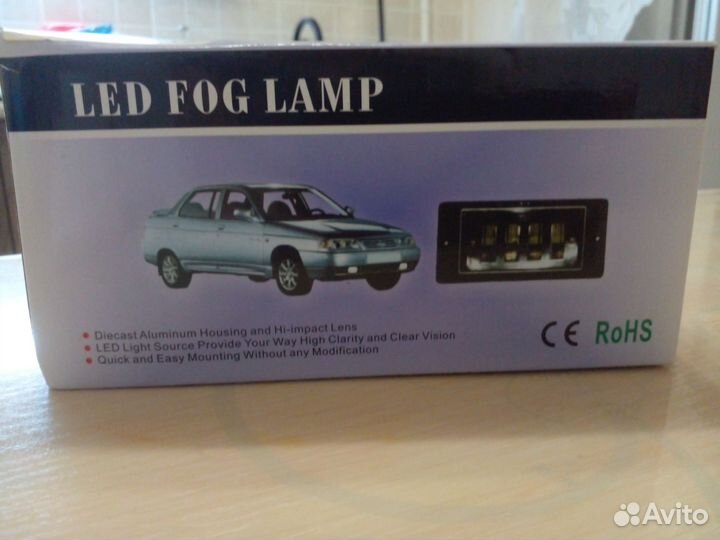 LED FOG LAMP
• Diecast Aluminum Housing and Hi-impact Lens
• LED Light Source Provide Your Way High Clarity and Clear Vision
• Quick and Easy Mounting Without any Modification
CE RoHS
Avito